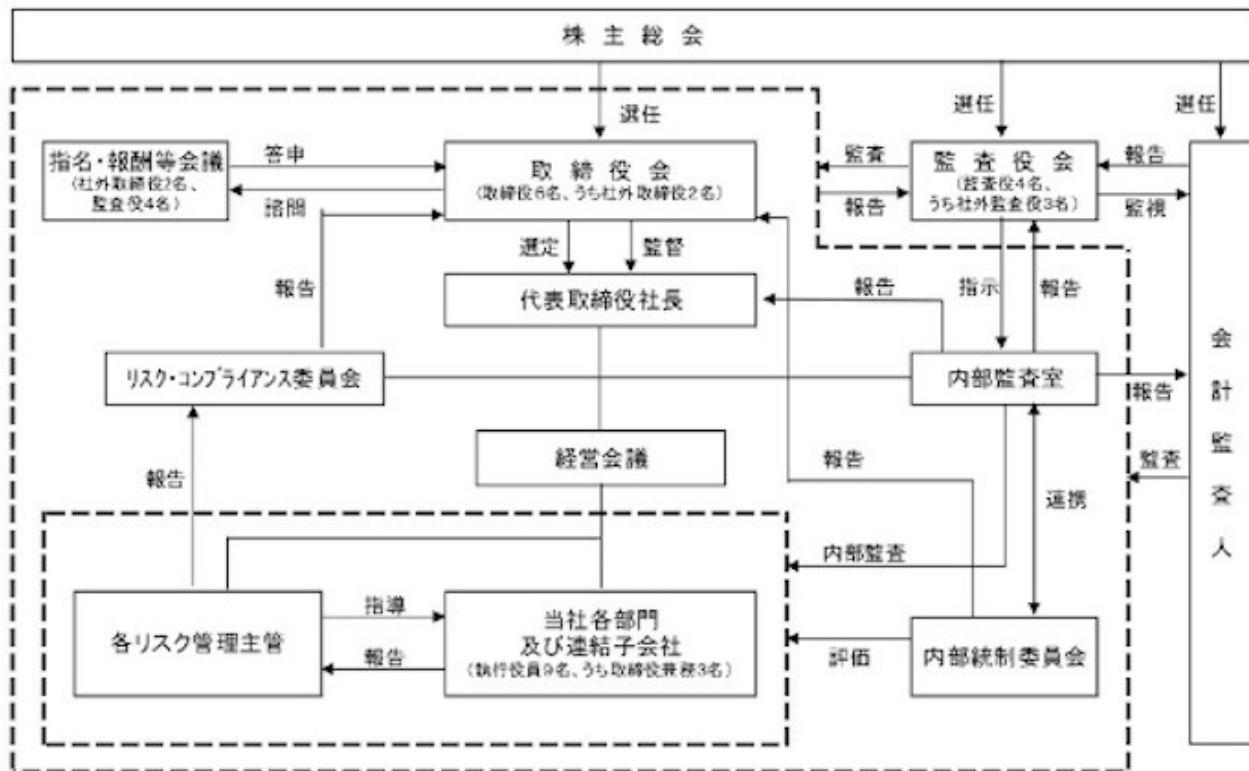 株主総会
選任
選任
選任
指名・報酬等会議
(社外取締役2名、
監査役4名)
答申
諮問
取締役会
(取締役6名、うち社外取締役2名)
監査
報告
監査役会
(監査役4名、
うち社外監査役3名)
報告
監視
選定
監督
報告
代表取締役社長
報告
指示
報告
リスク・コンプライアンス委員会
内部監査室
報告
会計監査人
経営会議
報告
報告
監査
連携
内部監査
各リスク管理主管
指導
報告
当社各部門
及び連結子会社
(執行役員9名、うち取締役兼務3名)
評価
内部統制委員会